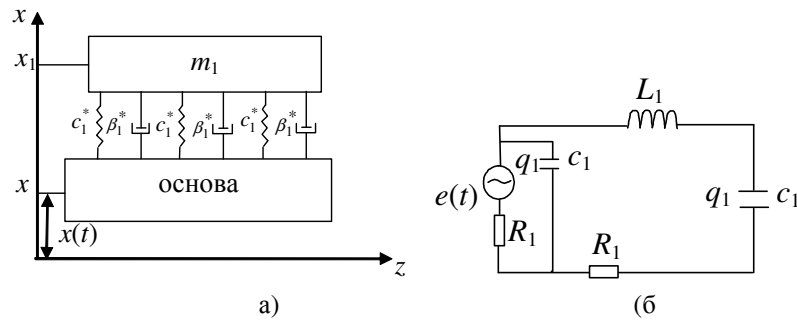 x
x₁
m₁
c₁* β₁* c₁* β₁* c₁* β₁*
x
основа
x(t)
z
а)
L₁
q₁ c₁
e(t)
R₁
R₁
q₁ c₁
(б